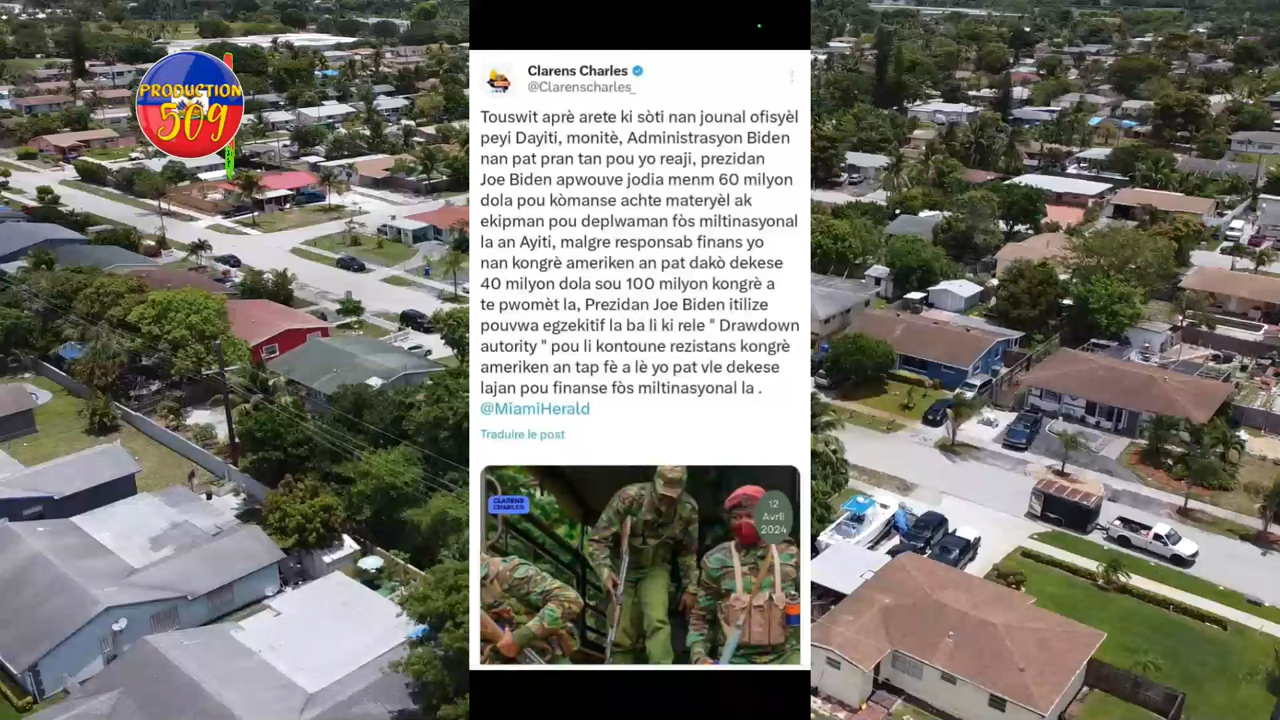 PRODUCTION
509
Clarens Charles
@Clarenscharles_
Touswit aprè arete ki sòti nan jounal ofisyèl
peyi Dayiti, monitè, Administrasyon Biden
nan pat pran tan pou yo reaji, prezidan
Joe Biden apwouve jodia menm 60 milyon
dola pou kòmanse achte materyèl ak
ekipman pou deplwaman fòs miltinasyonal
la an Ayiti, malgre responsab finans yo
nan kongrè ameriken an pat dakò dekese
40 milyon dola sou 100 milyon kongrè a
te pwomèt la, Prezidan Joe Biden itilize
pouvwa egzekitif la ba li ki rele " Drawdown
autority " pou li kontoune rezistans kongrè
ameriken an tap fè a lè yo pat vle dekese
lajan pou finanse fòs miltinasyonal la .
@MiamiHerald
Traduire le post
CLARENS
CHARLES
12
Avril
2024